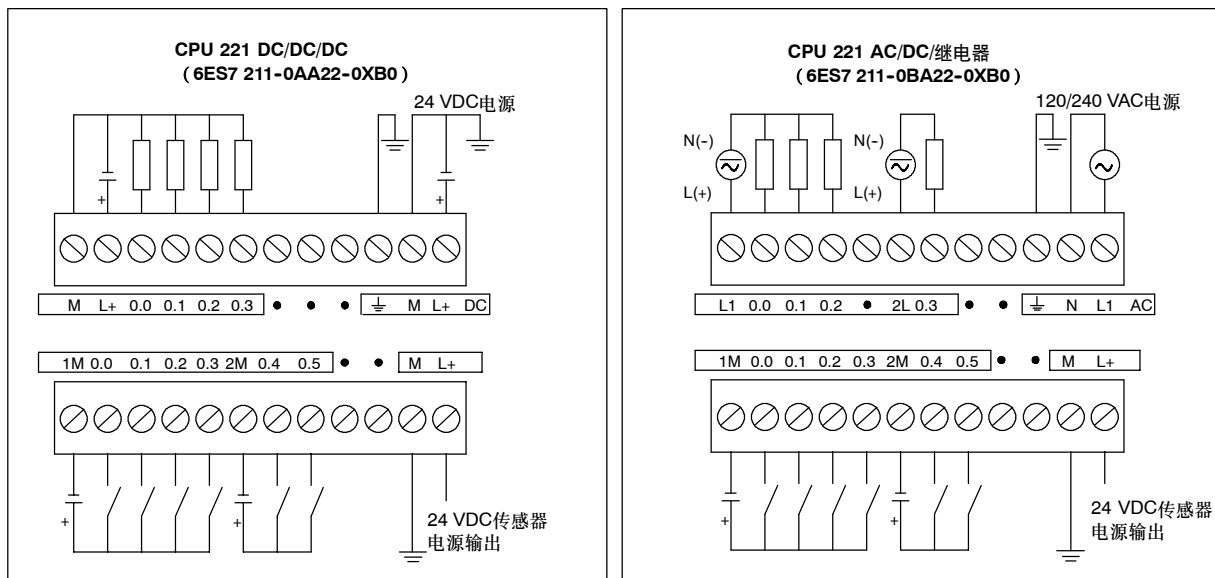 CPU 221 DC/DC/DC
(6ES7 211-0AA22-0XB0)
24 VDC电源
+
+
M L+ 0.0 0.1 0.2 0.3 • • • ⏚ M L+ DC
1M 0.0 0.1 0.2 0.3 2M 0.4 0.5 • • M L+
+
+
24 VDC传感器
电源输出
CPU 221 AC/DC/继电器
(6ES7 211-0BA22-0XB0)
120/240 VAC电源
N(-) N(-)
L(+) L(+)
L1 0.0 0.1 0.2 • 2L 0.3 • • ⏚ N L1 AC
1M 0.0 0.1 0.2 0.3 2M 0.4 0.5 • • M L+
+
+
24 VDC传感器
电源输出